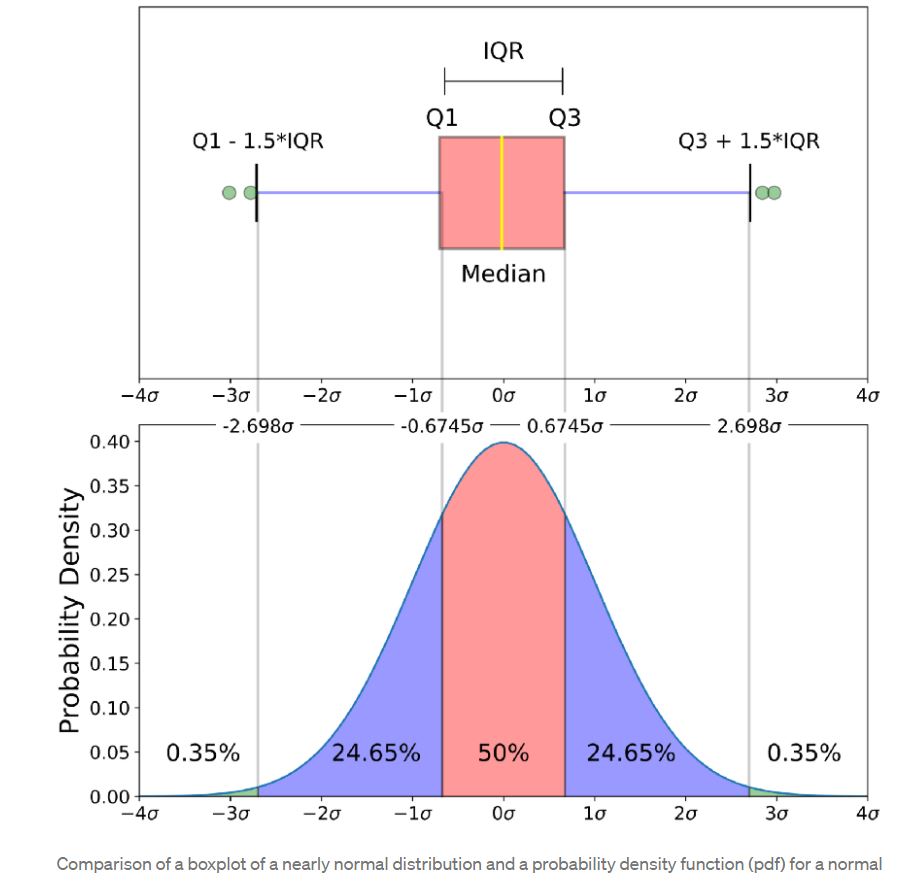 IQR
Q1 Q3
Q1 - 1.5*IQR Q3 + 1.5*IQR
Median
−4σ −3σ −2σ −1σ 0σ 1σ 2σ 3σ 4σ
-2.698σ -0.6745σ 0.6745σ 2.698σ
Probability Density
0.40
0.35
0.30
0.25
0.20
0.15
0.10
0.05
0.00
0.35% 24.65% 50% 24.65% 0.35%
−4σ −3σ −2σ −1σ 0σ 1σ 2σ 3σ 4σ
Comparison of a boxplot of a nearly normal distribution and a probability density function (pdf) for a normal